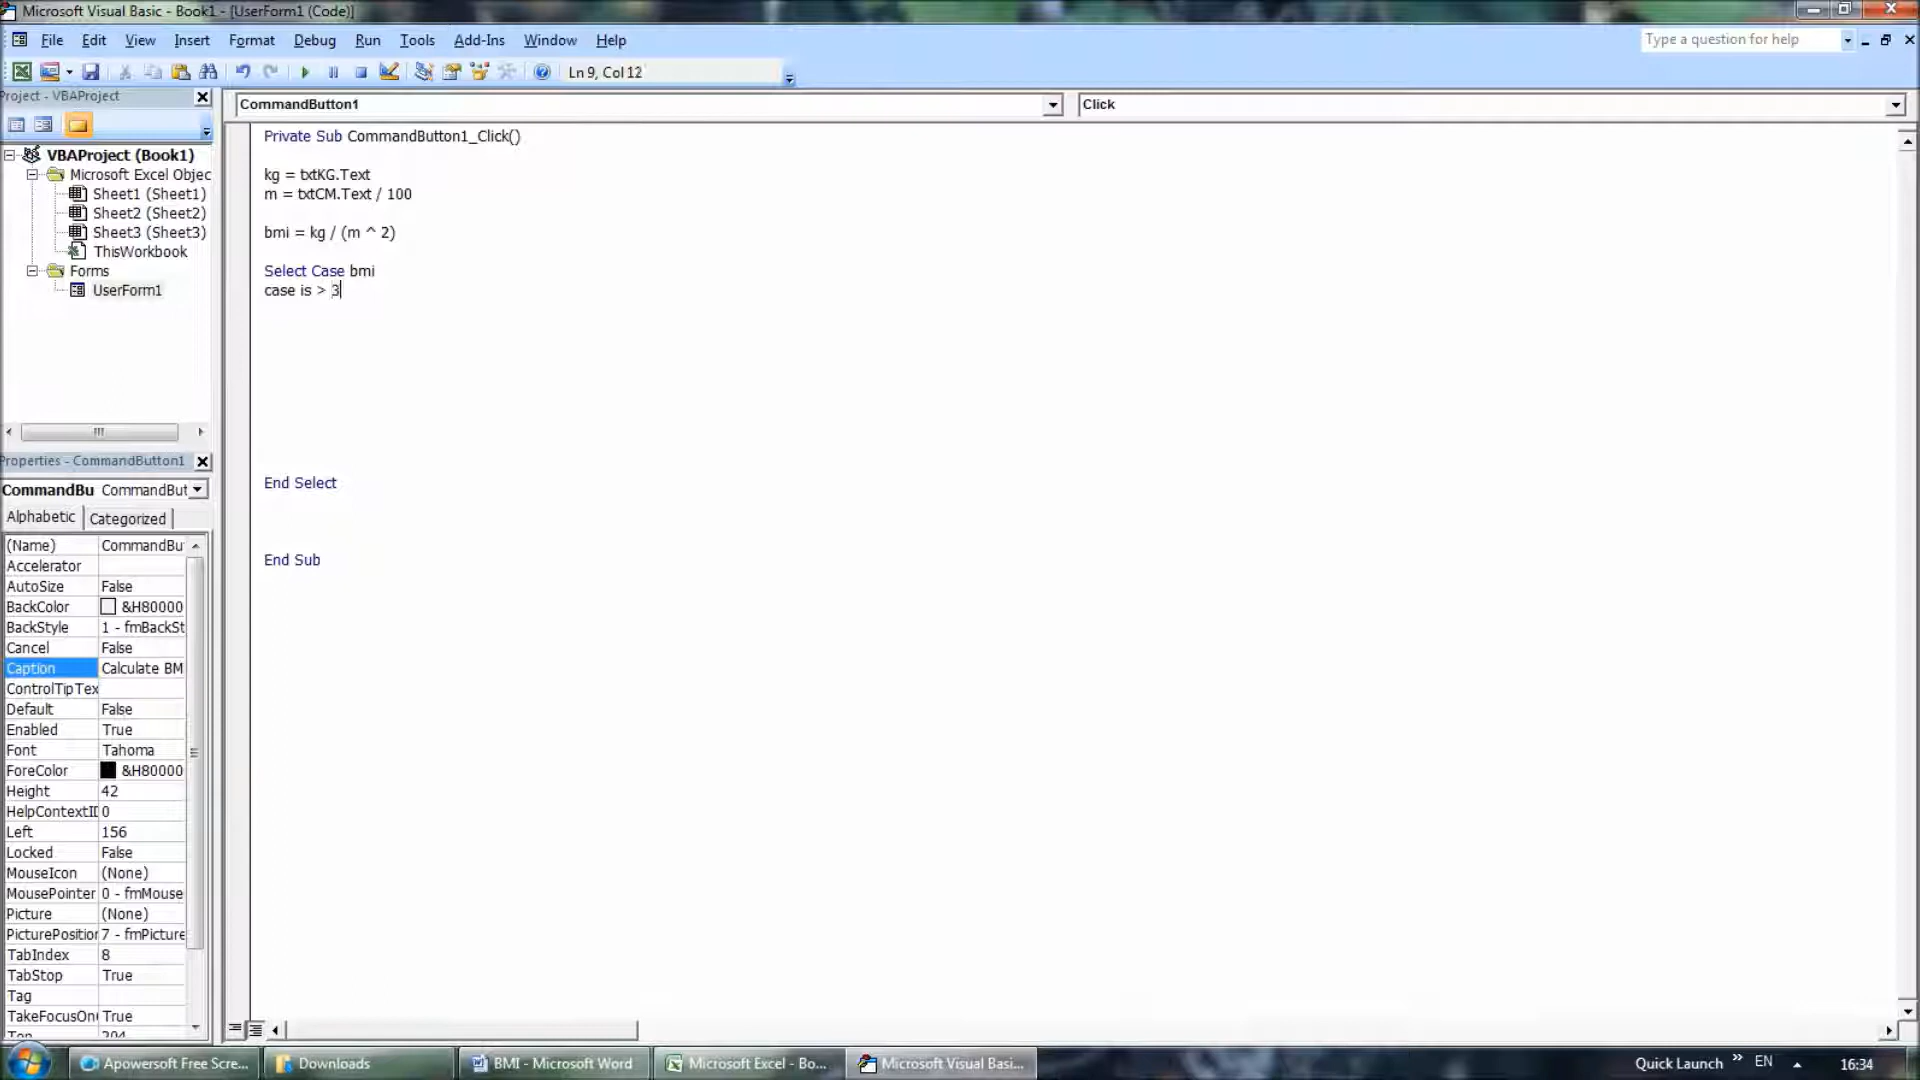 Microsoft Visual Basic - Book1 - [UserForm1 (Code)]
File Edit View Insert Format Debug Run Tools Add-Ins Window Help
Type a question for help
Ln 9, Col 12
Project - VBAProject
CommandButton1
Click
VBAProject (Book1)
Microsoft Excel Objec
Sheet1 (Sheet1)
Sheet2 (Sheet2)
Sheet3 (Sheet3)
ThisWorkbook
Forms
UserForm1
Private Sub CommandButton1_Click()
kg = txtKG.Text
m = txtCM.Text / 100
bmi = kg / (m ^ 2)
Select Case bmi
case is > 3
End Select
End Sub
Properties - CommandButton1
CommandBu CommandBut
Alphabetic Categorized
(Name) CommandBu
Accelerator
AutoSize False
BackColor &H80000
BackStyle 1 - fmBackSt
Cancel False
Caption Calculate BM
ControlTipTex
Default False
Enabled True
Font Tahoma
ForeColor &H80000
Height 42
HelpContextID 0
Left 156
Locked False
MouseIcon (None)
MousePointer 0 - fmMouse
Picture (None)
PicturePosition 7 - fmPicture
TabIndex 8
TabStop True
Tag
TakeFocusOn True
Top 204
Apowersoft Free Scre...
Downloads
BMI - Microsoft Word
Microsoft Excel - Bo...
Microsoft Visual Basi...
Quick Launch
EN
16:34